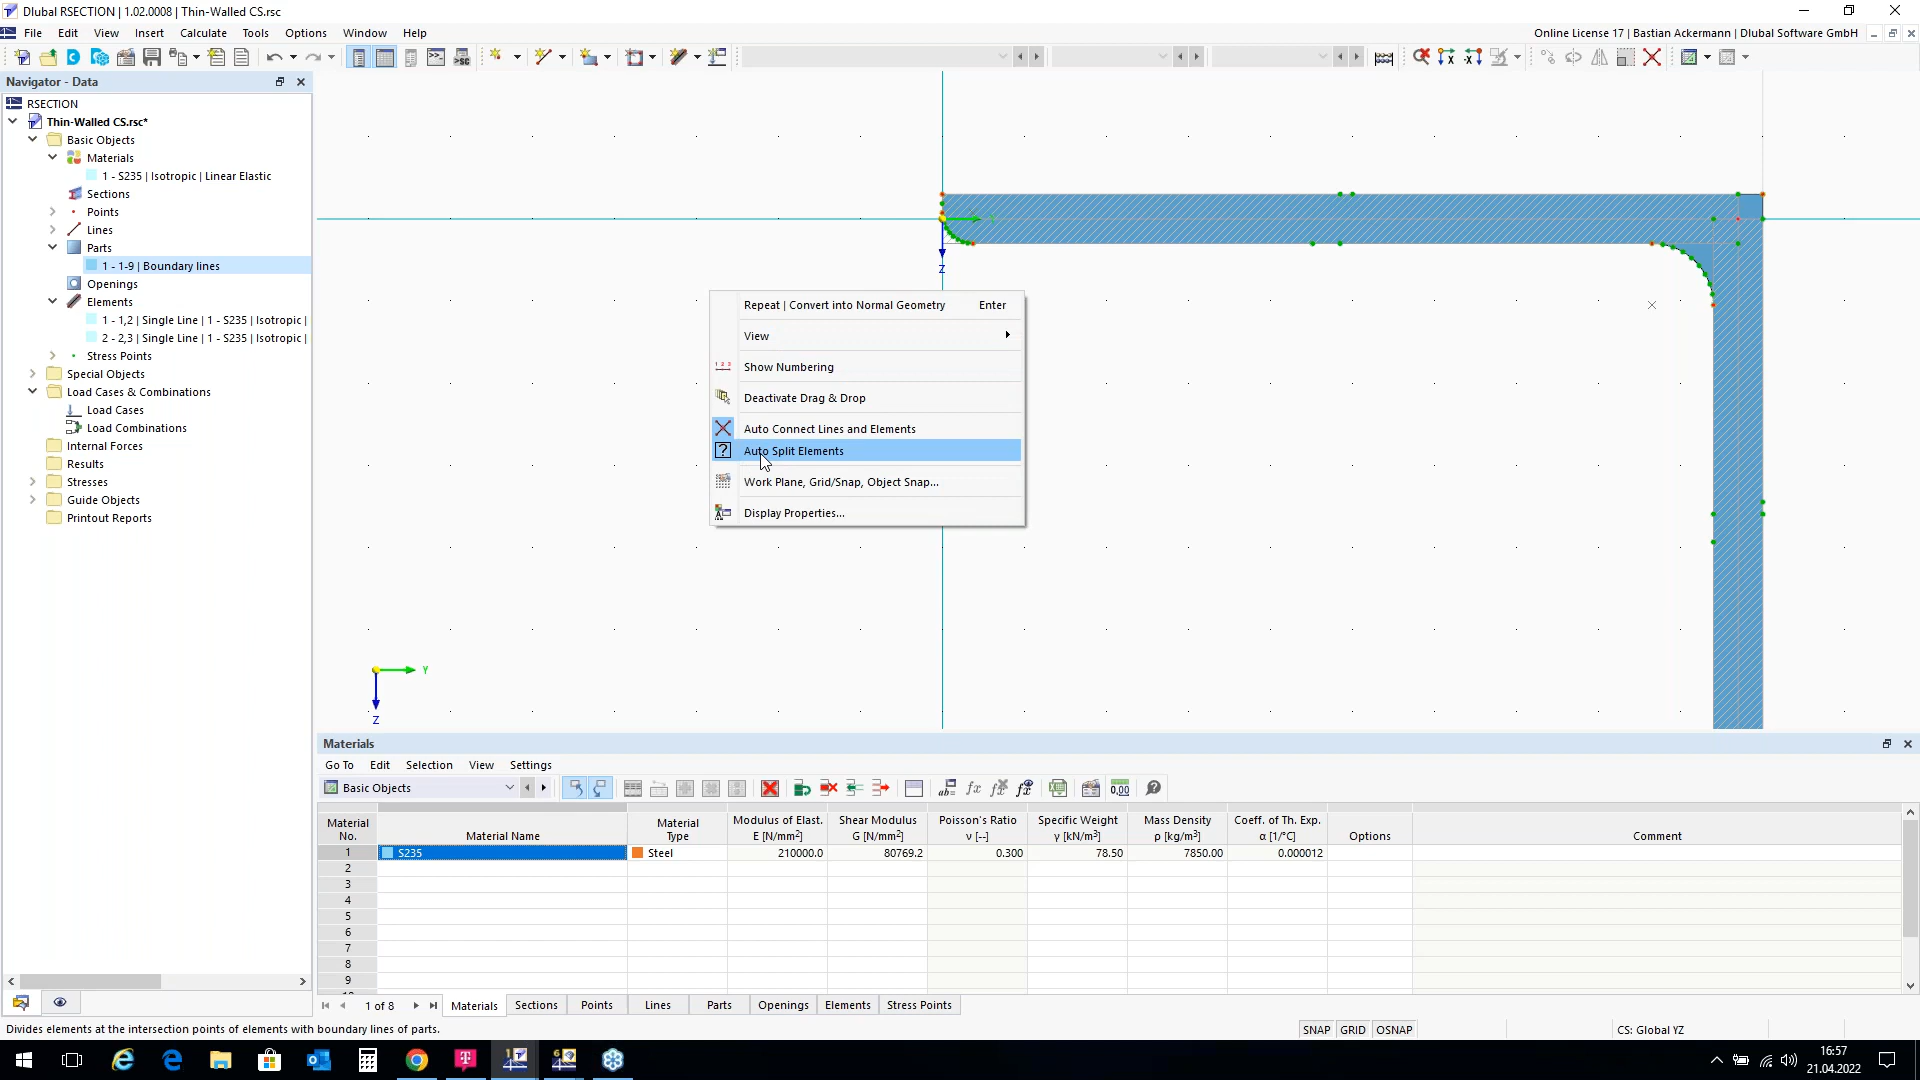 Dlubal RSECTION | 1.02.0008 | Thin-Walled CS.rsc
File Edit View Insert Calculate Tools Options Window Help
Online License 17 | Bastian Ackermann | Dlubal Software GmbH
Navigator - Data
RSECTION
Thin-Walled CS.rsc*
Basic Objects
Materials
1 - S235 | Isotropic | Linear Elastic
Sections
Points
Lines
Parts
1 - 1-9 | Boundary lines
Openings
Elements
1 - 1,2 | Single Line | 1 - S235 | Isotropic |
2 - 2,3 | Single Line | 1 - S235 | Isotropic |
Stress Points
Special Objects
Load Cases & Combinations
Load Cases
Load Combinations
Internal Forces
Results
Stresses
Guide Objects
Printout Reports
Z
Repeat | Convert into Normal Geometry Enter
View
Show Numbering
Deactivate Drag & Drop
Auto Connect Lines and Elements
Auto Split Elements
Work Plane, Grid/Snap, Object Snap...
Display Properties...
Y
Z
Materials
Go To Edit Selection View Settings
Basic Objects
Material No. Material Name Material Type Modulus of Elast. E [N/mm²] Shear Modulus G [N/mm²] Poisson's Ratio ν [--] Specific Weight γ [kN/m³] Mass Density ρ [kg/m³] Coeff. of Th. Exp. α [1/°C] Options Comment
1 S235 Steel 210000.0 80769.2 0.300 78.50 7850.00 0.000012
2
3
4
5
6
7
8
9
1 of 8 Materials Sections Points Lines Parts Openings Elements Stress Points
Divides elements at the intersection points of elements with boundary lines of parts.
SNAP GRID OSNAP CS: Global YZ
16:57
21.04.2022